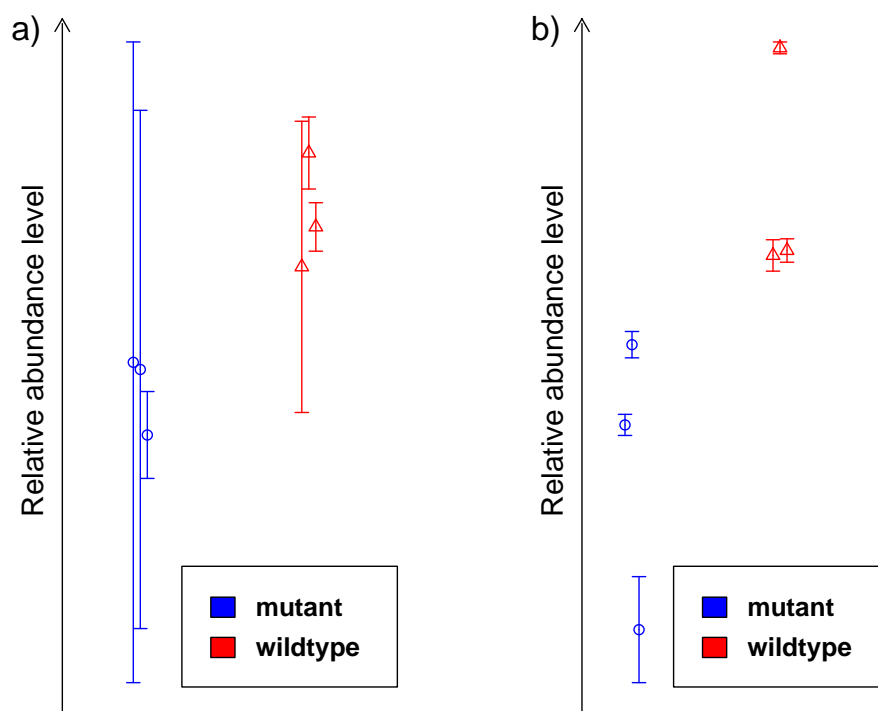 a)
Relative abundance level
mutant
wildtype
b)
Relative abundance level
mutant
wildtype